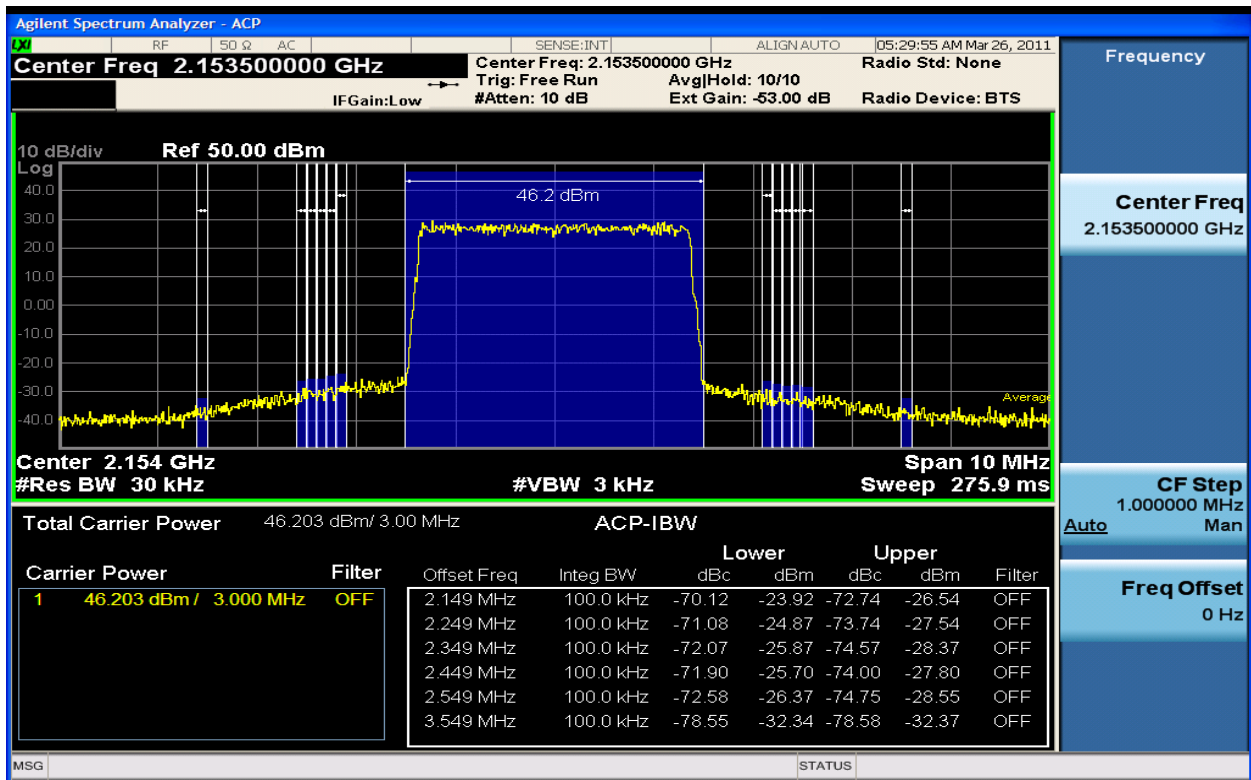 Agilent Spectrum Analyzer - ACP
LXI RF 50 Ω AC SENSE:INT ALIGN AUTO 05:29:55 AM Mar 26, 2011
Center Freq 2.153500000 GHz
Center Freq: 2.153500000 GHz Radio Std: None
Trig: Free Run Avg|Hold: 10/10
IFGain:Low #Atten: 10 dB Ext Gain: -53.00 dB Radio Device: BTS
10 dB/div Ref 50.00 dBm
Log
40.0
30.0
20.0
10.0
0.00
-10.0
-20.0
-30.0
-40.0
46.2 dBm
Average
Center 2.154 GHz Span 10 MHz
#Res BW 30 kHz #VBW 3 kHz Sweep 275.9 ms
Total Carrier Power 46.203 dBm/ 3.00 MHz ACP-IBW
Lower Upper
Carrier Power Filter Offset Freq Integ BW dBc dBm dBc dBm Filter
1 46.203 dBm / 3.000 MHz OFF 2.149 MHz 100.0 kHz -70.12 -23.92 -72.74 -26.54 OFF
2.249 MHz 100.0 kHz -71.08 -24.87 -73.74 -27.54 OFF
2.349 MHz 100.0 kHz -72.07 -25.87 -74.57 -28.37 OFF
2.449 MHz 100.0 kHz -71.90 -25.70 -74.00 -27.80 OFF
2.549 MHz 100.0 kHz -72.58 -26.37 -74.75 -28.55 OFF
3.549 MHz 100.0 kHz -78.55 -32.34 -78.58 -32.37 OFF
MSG STATUS
Frequency
Center Freq
2.153500000 GHz
CF Step
1.000000 MHz
Auto Man
Freq Offset
0 Hz